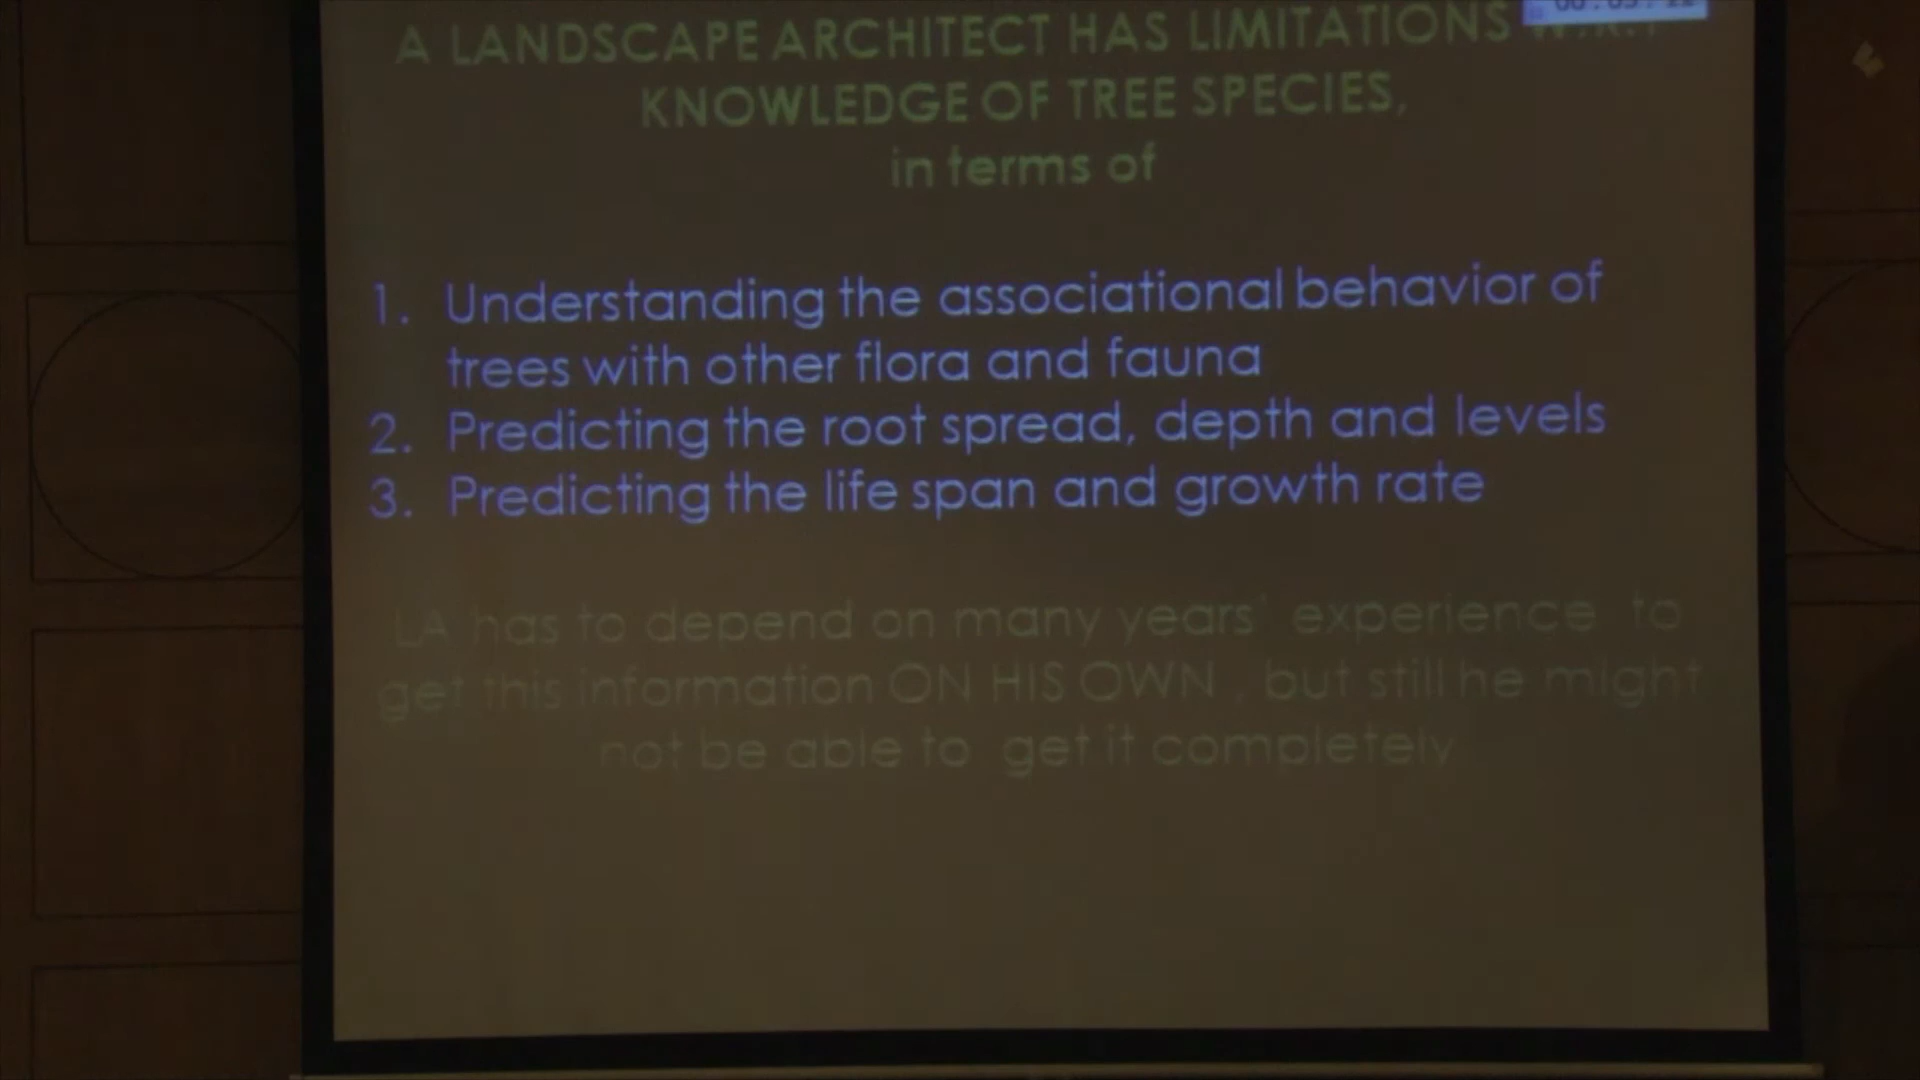 A LANDSCAPE ARCHITECT HAS LIMITATIONS
KNOWLEDGE OF TREE SPECIES,
in terms of
1. Understanding the associational behavior of
trees with other flora and fauna
2. Predicting the root spread, depth and levels
3. Predicting the life span and growth rate
LA has to depend on many years' experience to
get this information ON HIS OWN , but still he might
not be able to get it completely